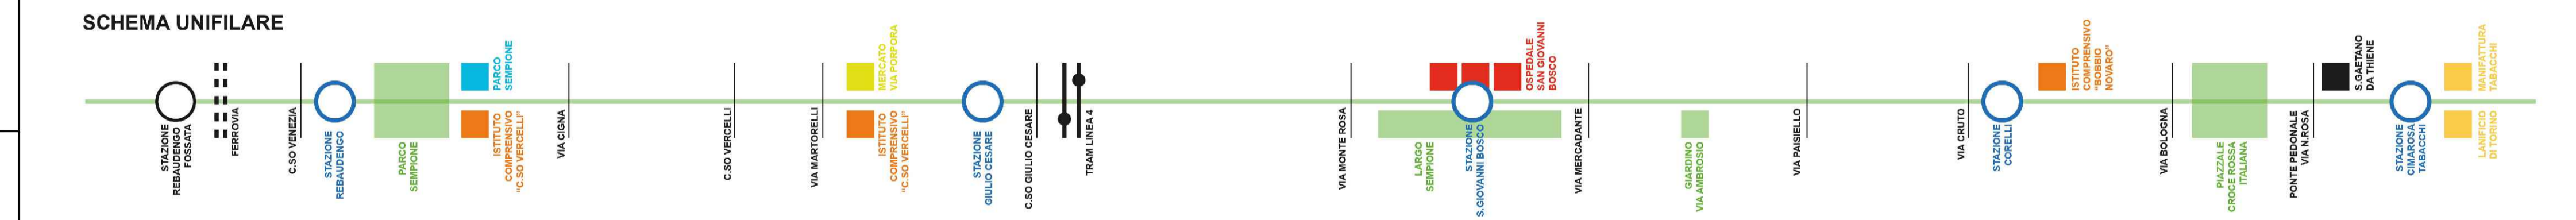 SCHEMA UNIFILARE
STAZIONE
REBAUDENGO
FOSSATA
FERROVIA
C.SO VENEZIA
STAZIONE
REBAUDENGO
PARCO
SEMPIONE
PARCO
SEMPIONE
ISTITUTO
COMPRENSIVO
"C.SO VERCELLI"
VIA CIGNA
C.SO VERCELLI
VIA MARTORELLI
MERCATO
VIA PORPORA
ISTITUTO
COMPRENSIVO
"C.SO VERCELLI"
STAZIONE
GIULIO CESARE
C.SO GIULIO CESARE
TRAM LINEA 4
VIA MONTE ROSA
LARGO
SEMPIONE
STAZIONE
S.GIOVANNI BOSCO
OSPEDALE
SAN GIOVANNI
BOSCO
VIA MERCADANTE
GIARDINO
VIA AMBROSIO
VIA PAISIELLO
VIA CRUTO
STAZIONE
CORELLI
ISTITUTO
COMPRENSIVO
"BOBBIO
NOVARO"
VIA BOLOGNA
PIAZZALE
CROCE ROSSA
ITALIANA
PONTE PEDONALE
VIA N.ROSA
S.GAETANO
DA THIENE
STAZIONE
CIMAROSA
TABACCHI
MANIFATTURA
TABACCHI
LANIFICIO
DI TORINO